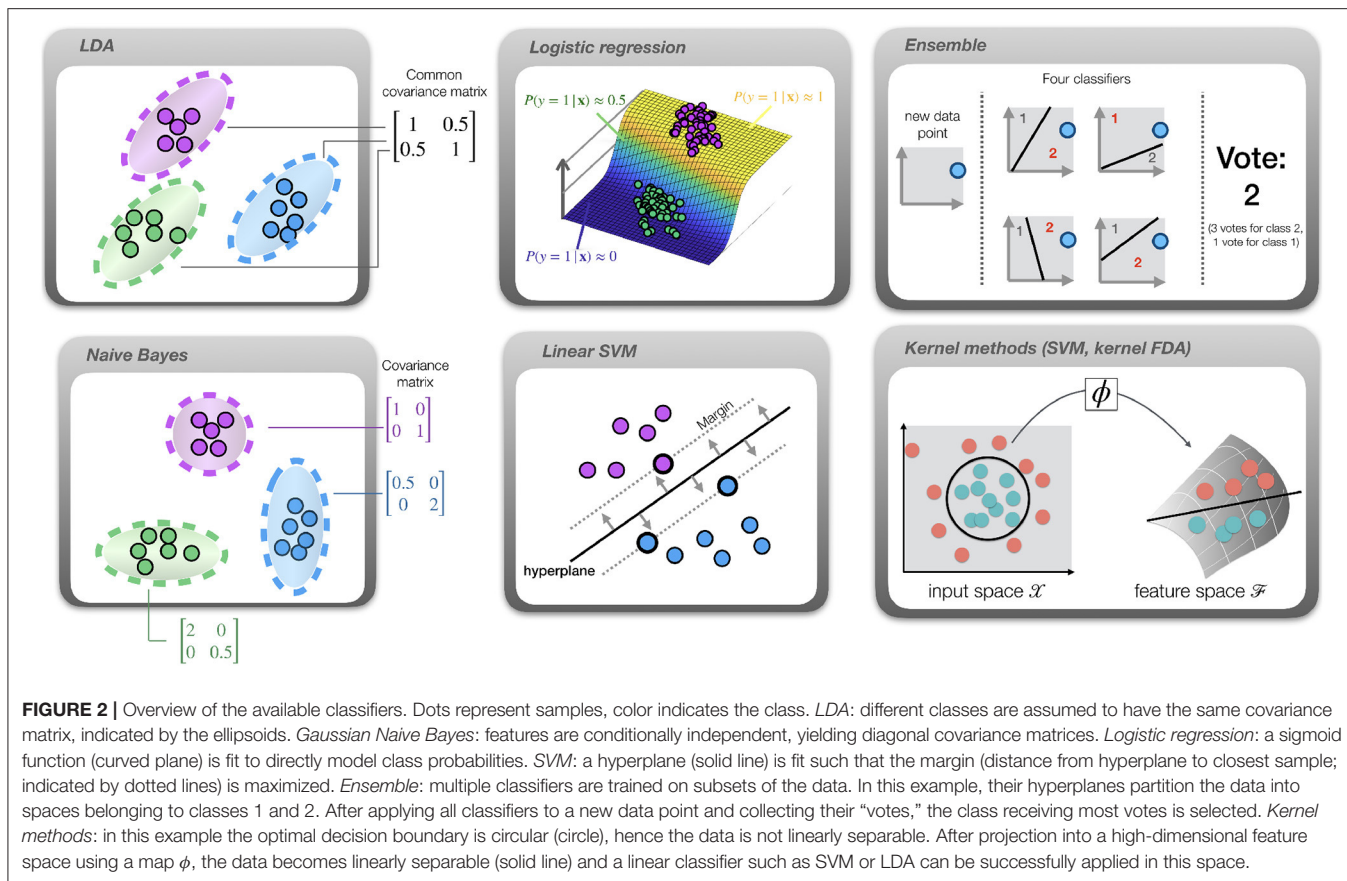 LDA
Common
covariance matrix
[1 0.5]
[0.5 1]
Logistic regression
P(y = 1 | x) ≈ 0.5
P(y = 1 | x) ≈ 1
P(y = 1 | x) ≈ 0
Ensemble
Four classifiers
new data
point
1
2
1
2
1
2
1
2
Vote:
2
(3 votes for class 2,
1 vote for class 1)
Naive Bayes
Covariance
matrix
[1 0]
[0 1]
[0.5 0]
[0 2]
[2 0]
[0 0.5]
Linear SVM
Margin
hyperplane
Kernel methods (SVM, kernel FDA)
ϕ
input space 𝒳
feature space ℱ
FIGURE 2 | Overview of the available classifiers. Dots represent samples, color indicates the class. LDA: different classes are assumed to have the same covariance
matrix, indicated by the ellipsoids. Gaussian Naive Bayes: features are conditionally independent, yielding diagonal covariance matrices. Logistic regression: a sigmoid
function (curved plane) is fit to directly model class probabilities. SVM: a hyperplane (solid line) is fit such that the margin (distance from hyperplane to closest sample;
indicated by dotted lines) is maximized. Ensemble: multiple classifiers are trained on subsets of the data. In this example, their hyperplanes partition the data into
spaces belonging to classes 1 and 2. After applying all classifiers to a new data point and collecting their “votes,” the class receiving most votes is selected. Kernel
methods: in this example the optimal decision boundary is circular (circle), hence the data is not linearly separable. After projection into a high-dimensional feature
space using a map ϕ, the data becomes linearly separable (solid line) and a linear classifier such as SVM or LDA can be successfully applied in this space.